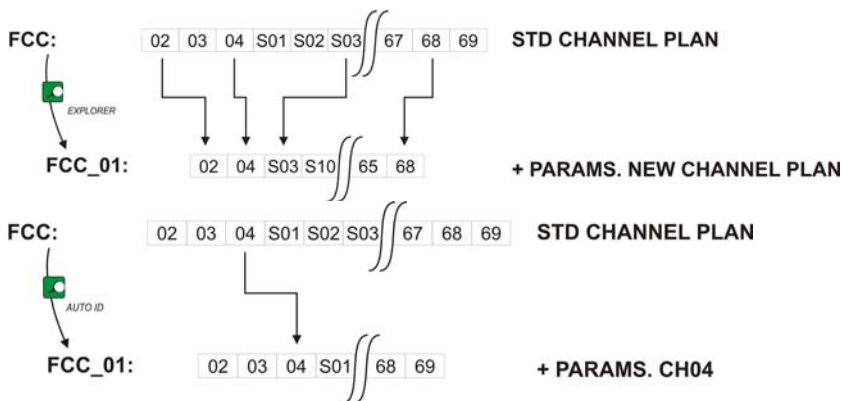 FCC: 02 03 04 S01 S02 S03 67 68 69 STD CHANNEL PLAN
EXPLORER
FCC_01: 02 04 S03 S10 65 68 + PARAMS. NEW CHANNEL PLAN
FCC: 02 03 04 S01 S02 S03 67 68 69 STD CHANNEL PLAN
AUTO ID
FCC_01: 02 03 04 S01 68 69 + PARAMS. CH04